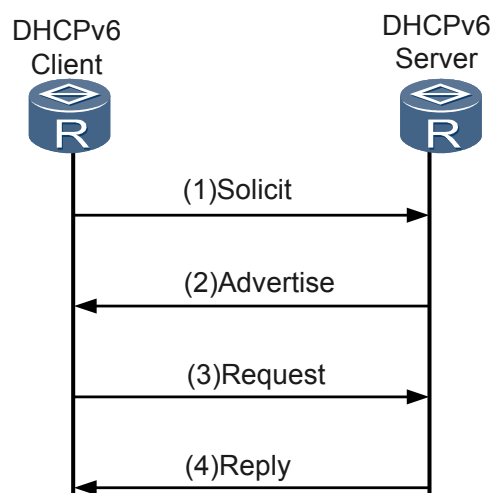 DHCPv6
Client
DHCPv6
Server
R
R
(1)Solicit
(2)Advertise
(3)Request
(4)Reply